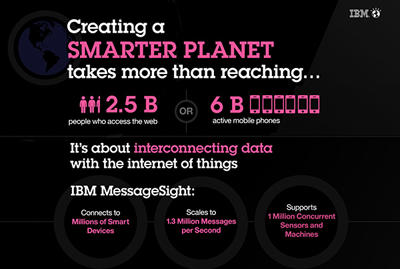 IBM
Creating a
SMARTER PLANET
takes more than reaching...
2.5 B
people who access the web
OR
6 B
active mobile phones
It's about interconnecting data
with the internet of things
IBM MessageSight:
Connects to
Millions of Smart
Devices
Scales to
1.3 Million Messages
per Second
Supports
1 Million Concurrent
Sensors and
Machines